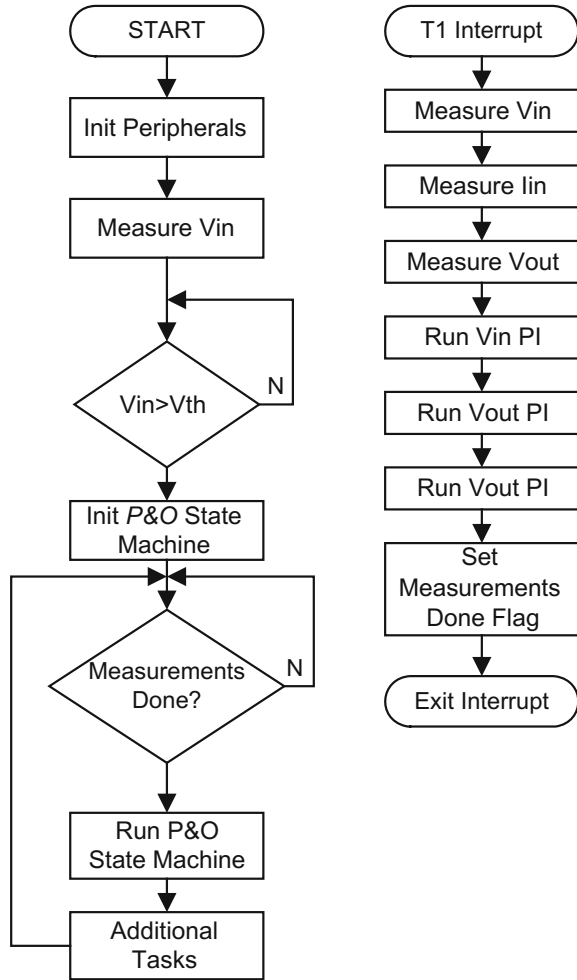 START
Init Peripherals
Measure Vin
Vin>Vth
N
Init P&O State
Machine
Measurements
Done?
N
Run P&O
State Machine
Additional
Tasks
T1 Interrupt
Measure Vin
Measure Iin
Measure Vout
Run Vin PI
Run Vout PI
Run Vout PI
Set
Measurements
Done Flag
Exit Interrupt